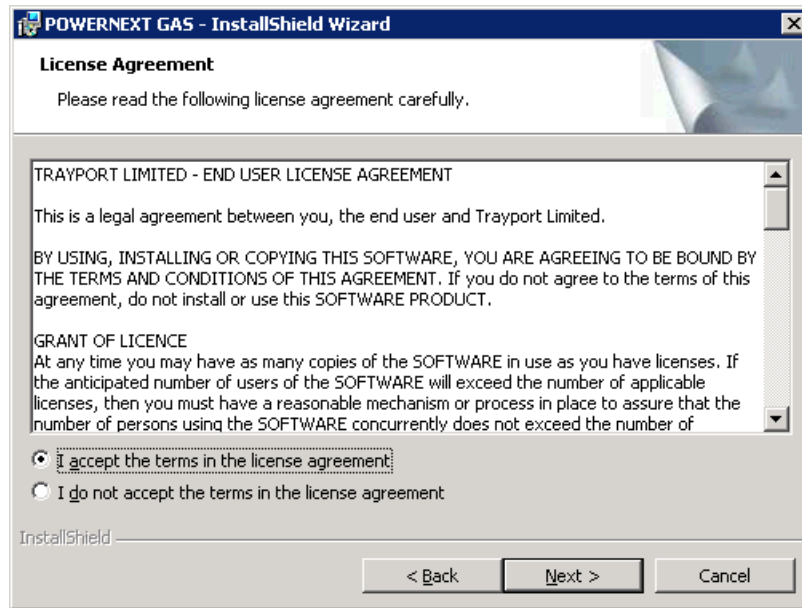 POWERNEXT GAS - InstallShield Wizard
License Agreement
Please read the following license agreement carefully.
TRAYPORT LIMITED - END USER LICENSE AGREEMENT
This is a legal agreement between you, the end user and Trayport Limited.
BY USING, INSTALLING OR COPYING THIS SOFTWARE, YOU ARE AGREEING TO BE BOUND BY
THE TERMS AND CONDITIONS OF THIS AGREEMENT. If you do not agree to the terms of this
agreement, do not install or use this SOFTWARE PRODUCT.
GRANT OF LICENCE
At any time you may have as many copies of the SOFTWARE in use as you have licenses. If
the anticipated number of users of the SOFTWARE will exceed the number of applicable
licenses, then you must have a reasonable mechanism or process in place to assure that the
number of persons using the SOFTWARE concurrently does not exceed the number of
I accept the terms in the license agreement
I do not accept the terms in the license agreement
InstallShield
< Back Next > Cancel